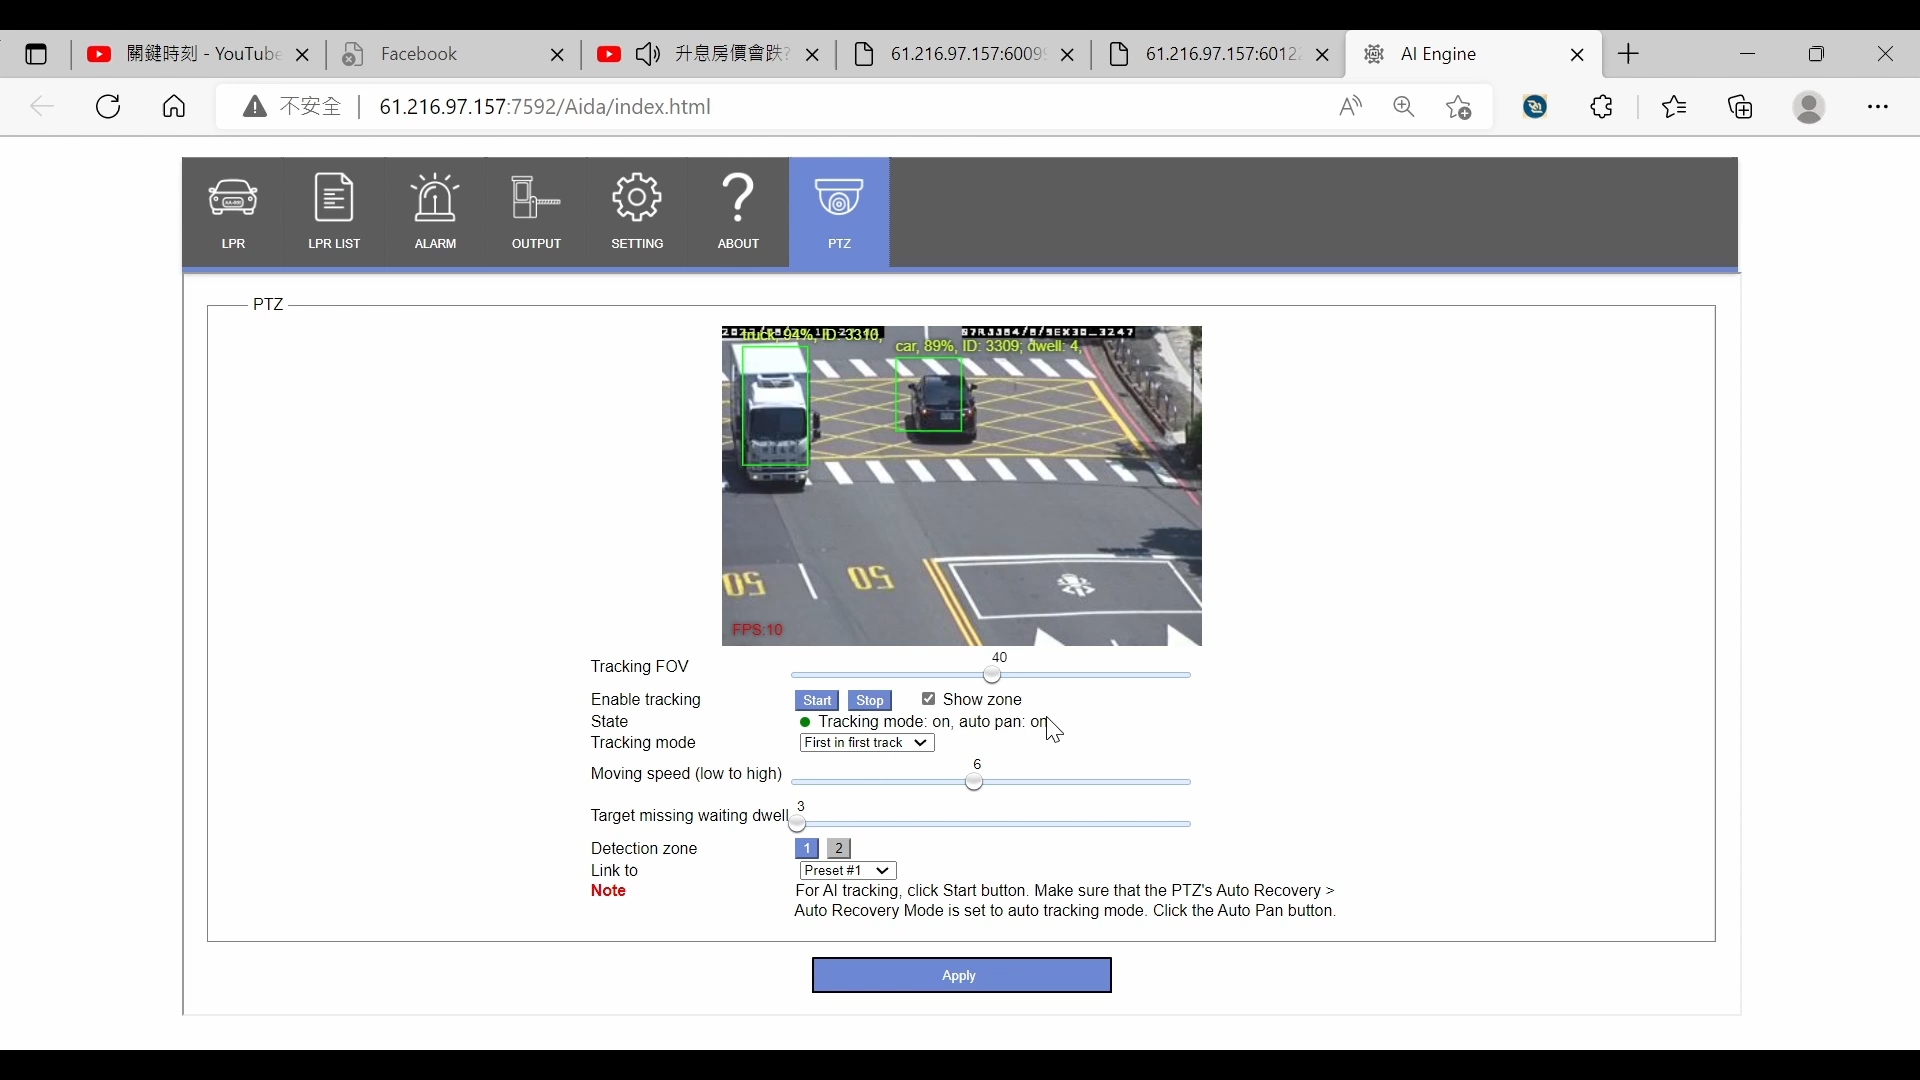 關鍵時刻 - YouTube
Facebook
升息房價會跌?
61.216.97.157:6009
61.216.97.157:6012
AI Engine
不安全
61.216.97.157:7592/Aida/index.html
LPR
LPR LIST
ALARM
OUTPUT
SETTING
ABOUT
PTZ
PTZ
truck, 94%, ID: 3310,
car, 89%, ID: 3309; dwell: 4,
50
50
FPS:10
Tracking FOV
40
Enable tracking
Start
Stop
Show zone
State
Tracking mode: on, auto pan: on
Tracking mode
First in first track
Moving speed (low to high)
6
Target missing waiting dwell
3
Detection zone
1
2
Link to
Preset #1
Note
For AI tracking, click Start button. Make sure that the PTZ's Auto Recovery >
Auto Recovery Mode is set to auto tracking mode. Click the Auto Pan button.
Apply